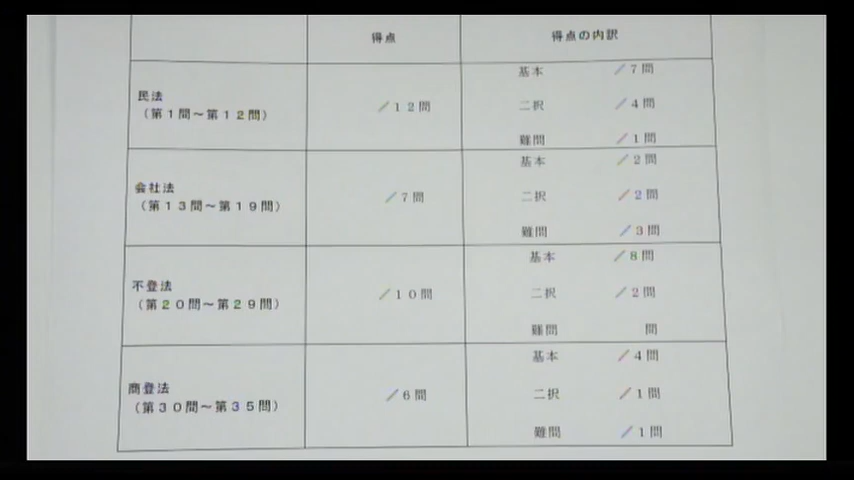 得点 得点の内訳
民法
(第1問～第12問)
／12問
基本 ／7問
二択 ／4問
難問 ／1問
会社法
(第13問～第19問)
／7問
基本 ／2問
二択 ／2問
難問 ／3問
不登法
(第20問～第29問)
／10問
基本 ／8問
二択 ／2問
難問 問
商登法
(第30問～第35問)
／6問
基本 ／4問
二択 ／1問
難問 ／1問